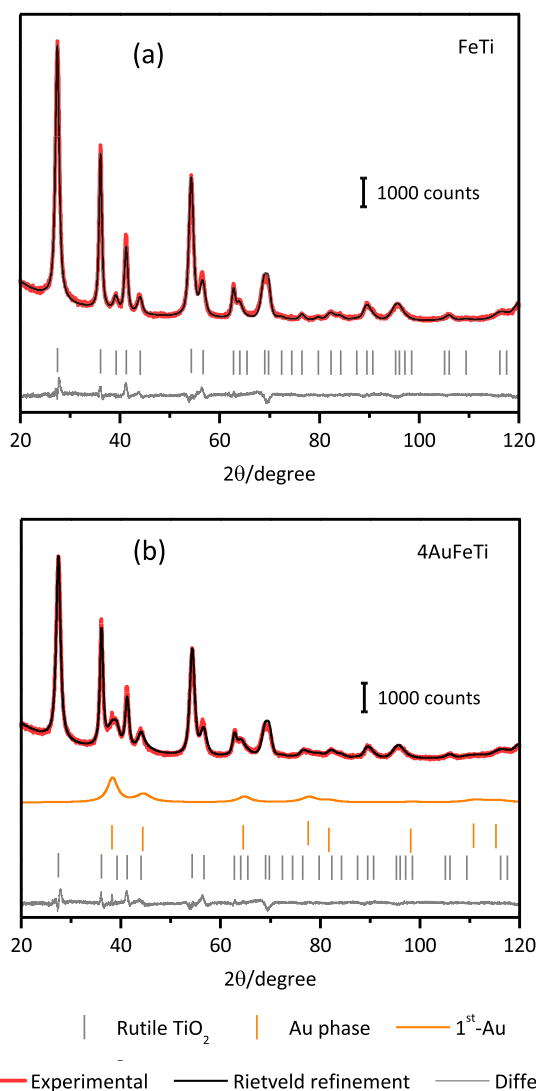 (a)
FeTi
1000 counts
20 40 60 80 100 120
2θ/degree
(b)
4AuFeTi
1000 counts
20 40 60 80 100 120
2θ/degree
Rutile TiO2 Au phase 1st-Au
Experimental Rietveld refinement Diffe